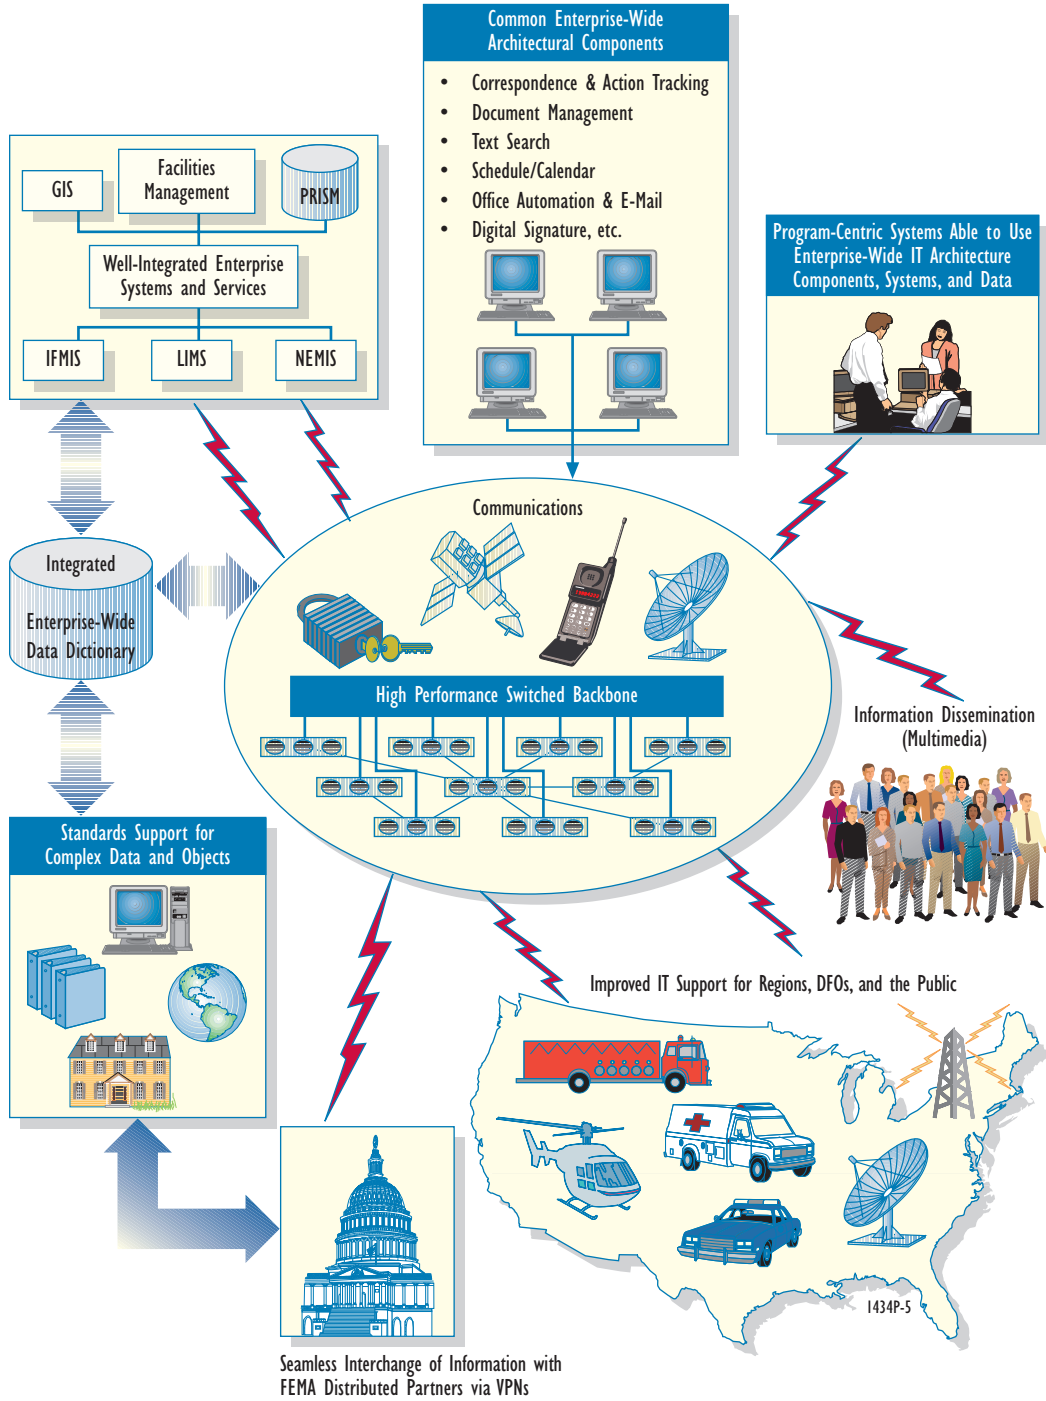 Common Enterprise-Wide
Architectural Components
• Correspondence & Action Tracking
• Document Management
• Text Search
• Schedule/Calendar
• Office Automation & E-Mail
• Digital Signature, etc.
GIS
Facilities
Management
PRISM
Well-Integrated Enterprise
Systems and Services
IFMIS
LIMS
NEMIS
Program-Centric Systems Able to Use
Enterprise-Wide IT Architecture
Components, Systems, and Data
Communications
Integrated
Enterprise-Wide
Data Dictionary
High Performance Switched Backbone
Information Dissemination
(Multimedia)
Standards Support for
Complex Data and Objects
Improved IT Support for Regions, DFOs, and the Public
1434P-5
Seamless Interchange of Information with
FEMA Distributed Partners via VPNs